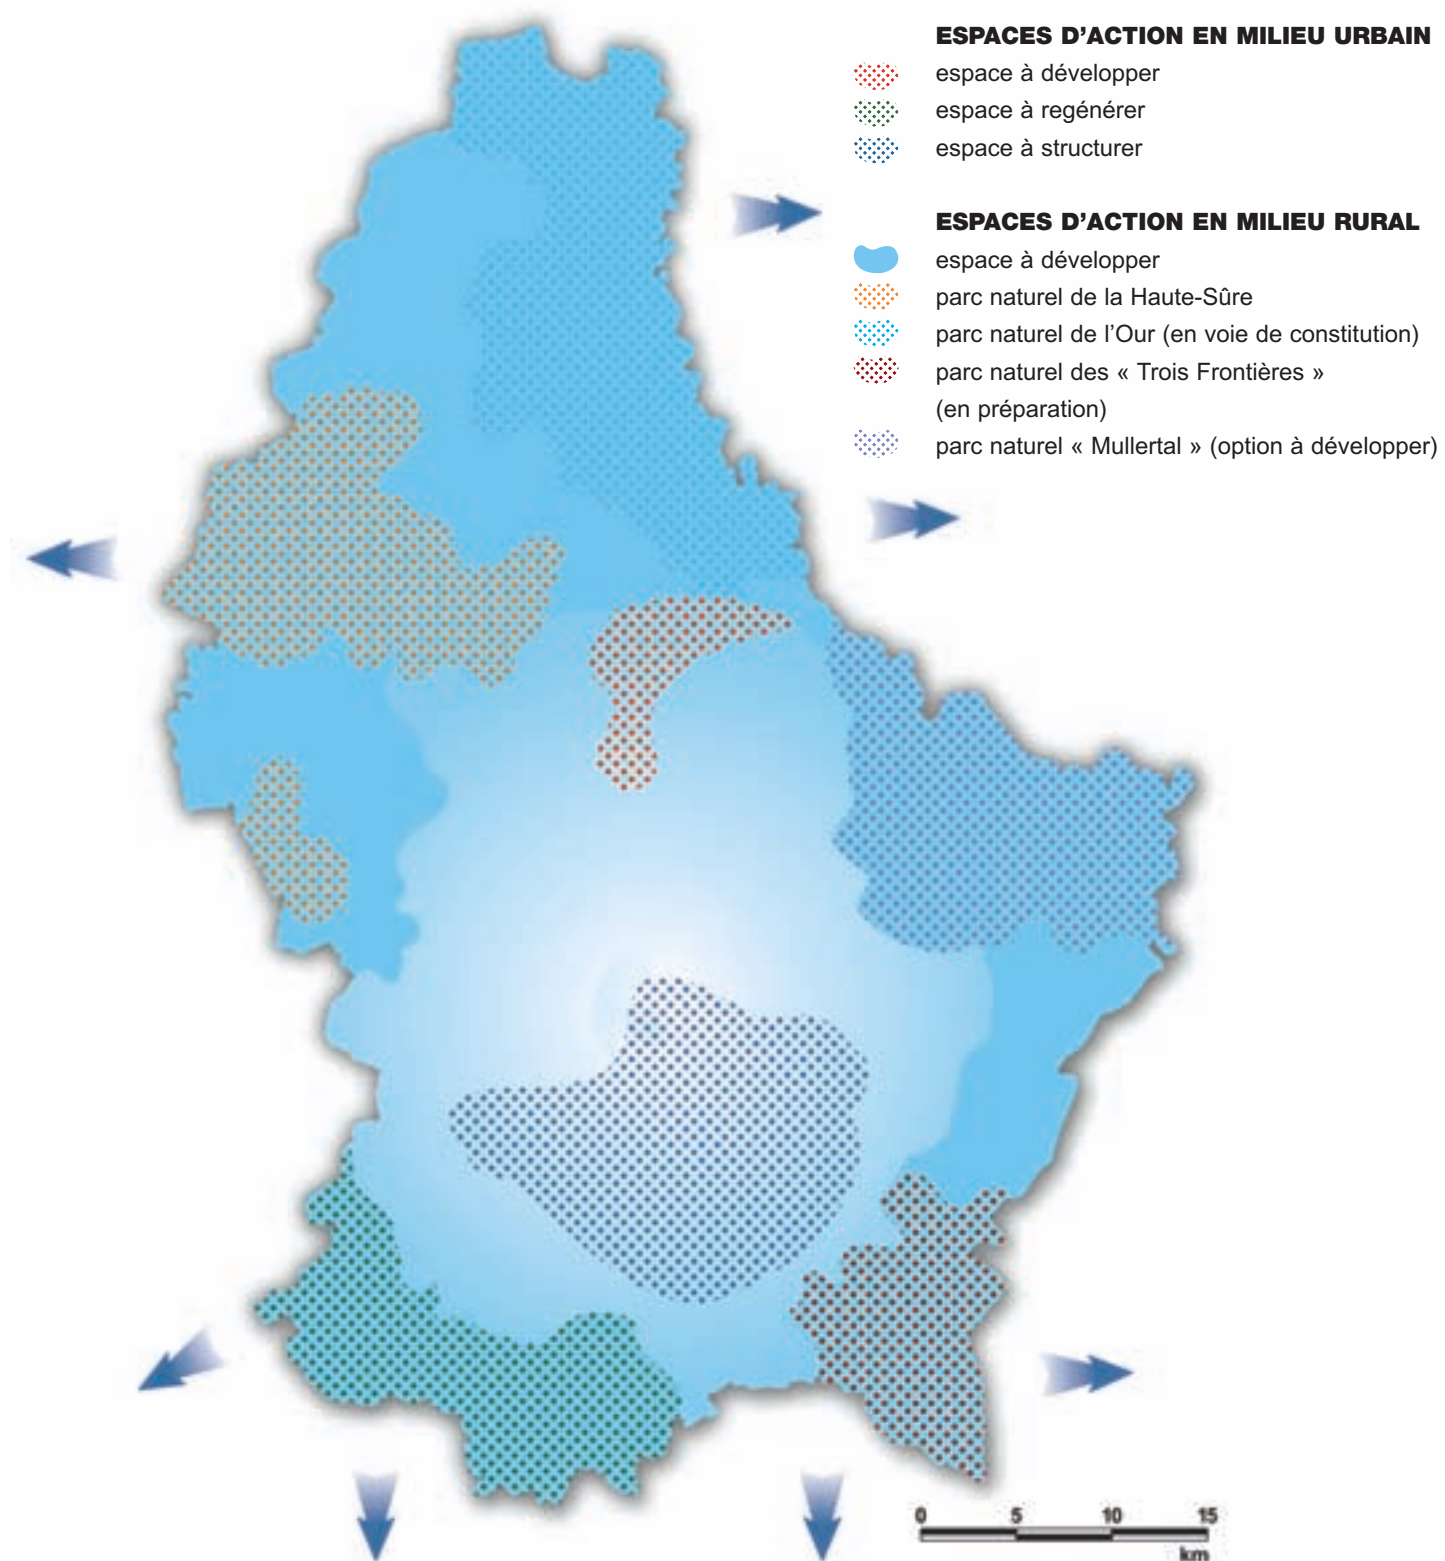 ESPACES D’ACTION EN MILIEU URBAIN
espace à développer
espace à regénérer
espace à structurer
ESPACES D’ACTION EN MILIEU RURAL
espace à développer
parc naturel de la Haute-Sûre
parc naturel de l’Our (en voie de constitution)
parc naturel des « Trois Frontières »
(en préparation)
parc naturel « Mullertal » (option à développer)
0 5 10 15
km